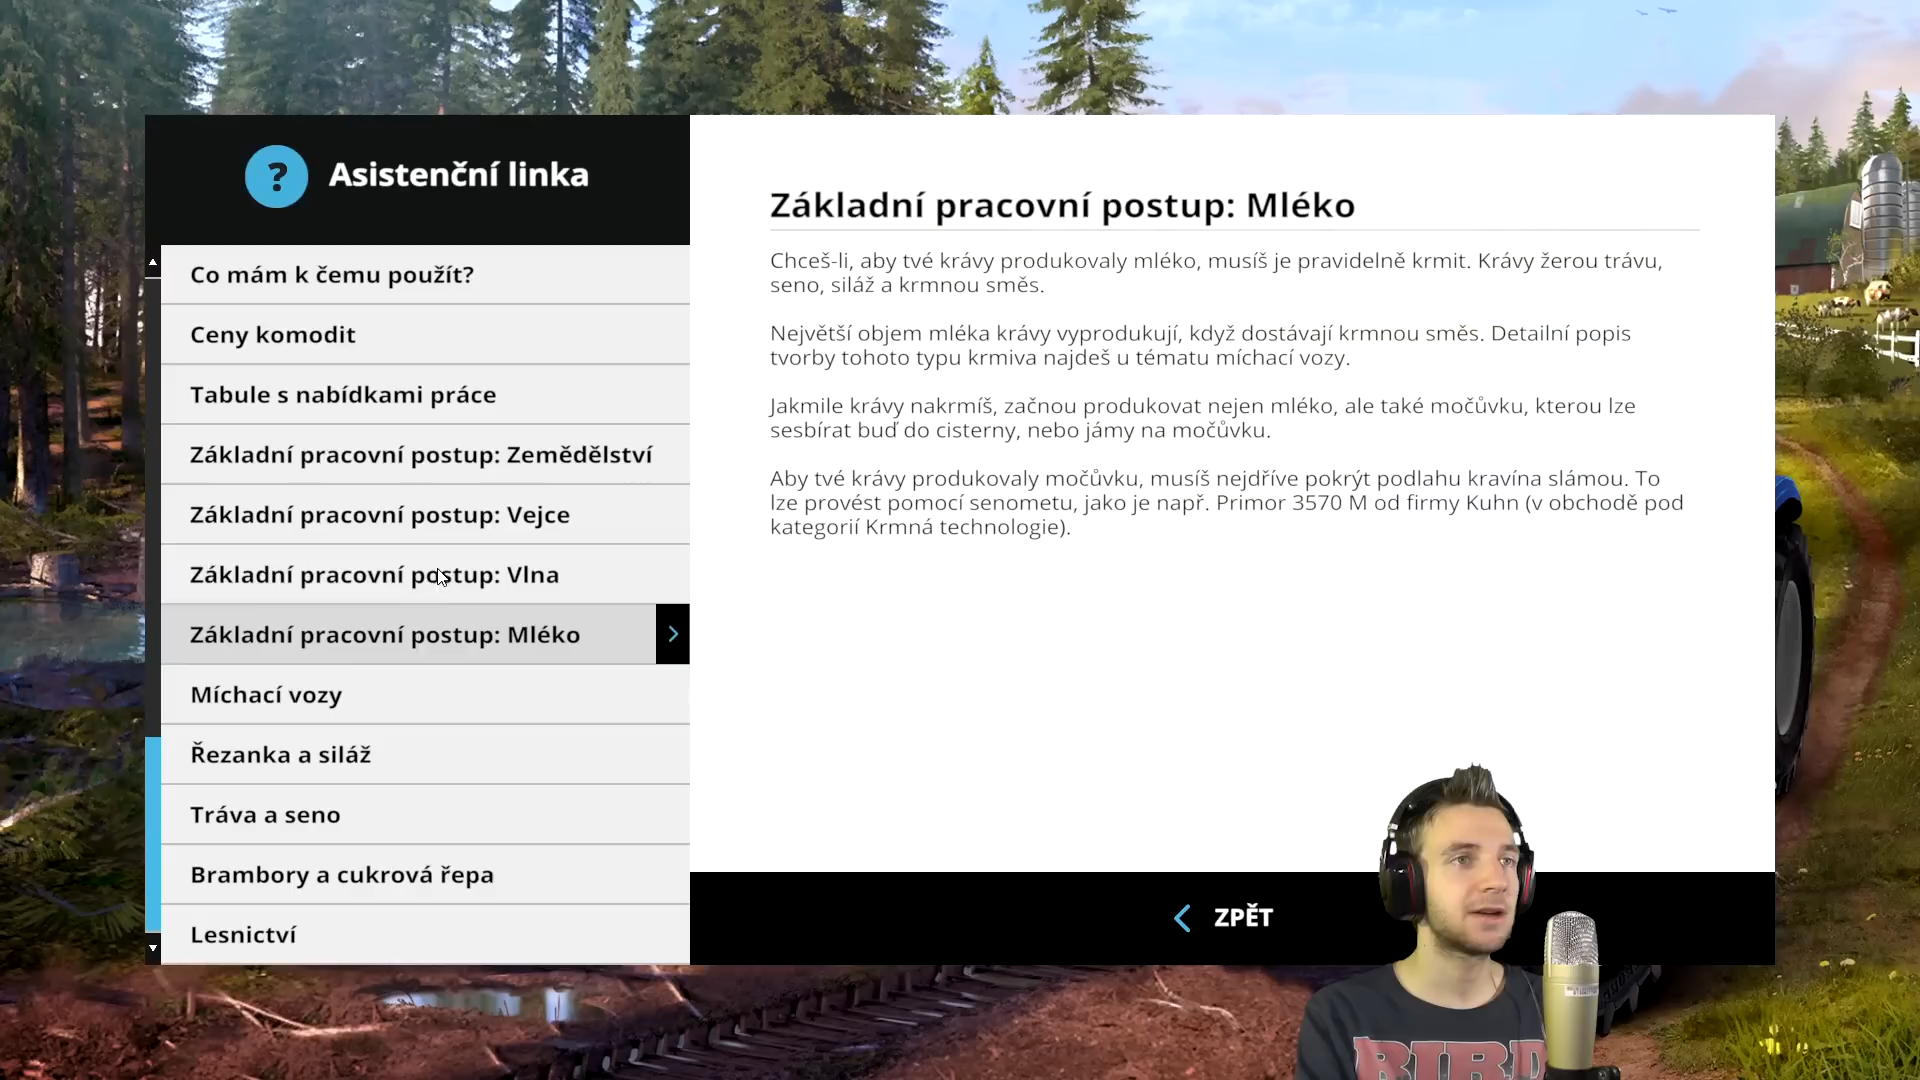 ?
Asistenční linka
Co mám k čemu použít?
Ceny komodit
Tabule s nabídkami práce
Základní pracovní postup: Zemědělství
Základní pracovní postup: Vejce
Základní pracovní postup: Vlna
Základní pracovní postup: Mléko
Míchací vozy
Řezanka a siláž
Tráva a seno
Brambory a cukrová řepa
Lesnictví
Základní pracovní postup: Mléko
Chceš-li, aby tvé krávy produkovaly mléko, musíš je pravidelně krmit. Krávy žerou trávu,
seno, siláž a krmnou směs.
Největší objem mléka krávy vyprodukují, když dostávají krmnou směs. Detailní popis
tvorby tohoto typu krmiva najdeš u tématu míchací vozy.
Jakmile krávy nakrmíš, začnou produkovat nejen mléko, ale také močůvku, kterou lze
sesbírat buď do cisterny, nebo jámy na močůvku.
Aby tvé krávy produkovaly močůvku, musíš nejdříve pokrýt podlahu kravína slámou. To
lze provést pomocí senometu, jako je např. Primor 3570 M od firmy Kuhn (v obchodě pod
kategorií Krmná technologie).
ZPĚT
BIRD